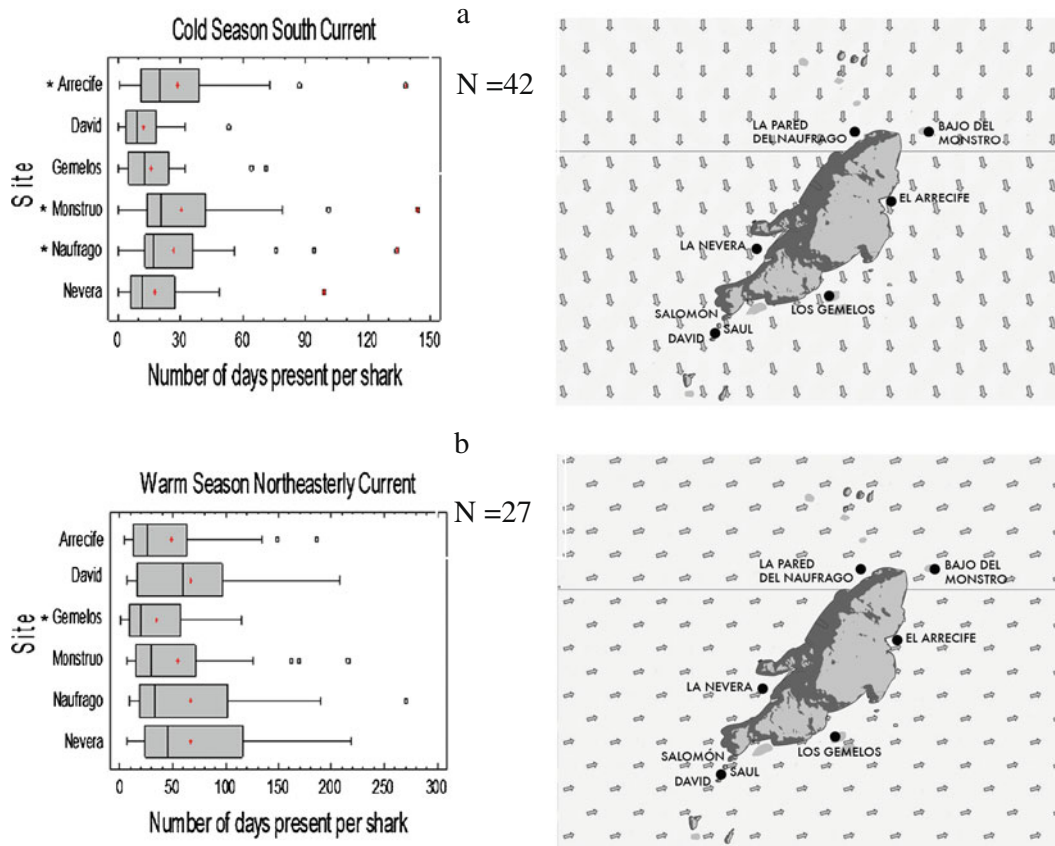 a
Cold Season South Current
N =42
Site
* Arrecife
David
Gemelos
* Monstruo
* Naufrago
Nevera
0 30 60 90 120 150
Number of days present per shark
LA PARED
DEL NAUFRAGO
BAJO DEL
MONSTRO
EL ARRECIFE
LA NEVERA
LOS GEMELOS
SALOMÓN
SAUL
DAVID
b
Warm Season Northeasterly Current
N =27
Site
Arrecife
David
* Gemelos
Monstruo
Naufrago
Nevera
0 50 100 150 200 250 300
Number of days present per shark
LA PARED
DEL NAUFRAGO
BAJO DEL
MONSTRO
EL ARRECIFE
LA NEVERA
LOS GEMELOS
SALOMÓN
SAUL
DAVID